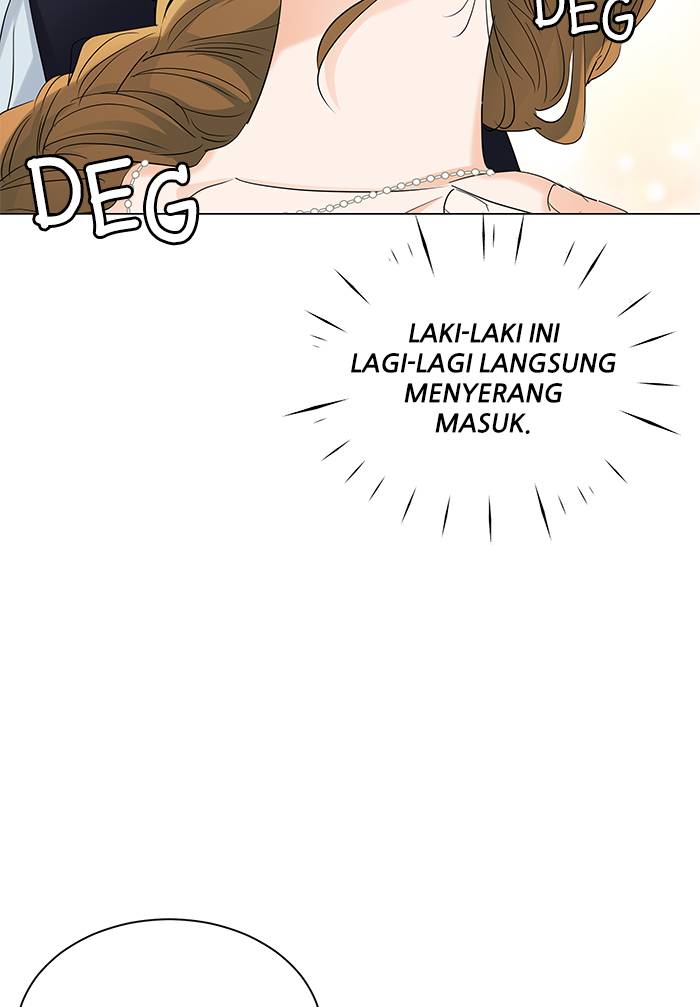 DEG
DEG
LAKI-LAKI INI
LAGI-LAGI LANGSUNG
MENYERANG
MASUK.